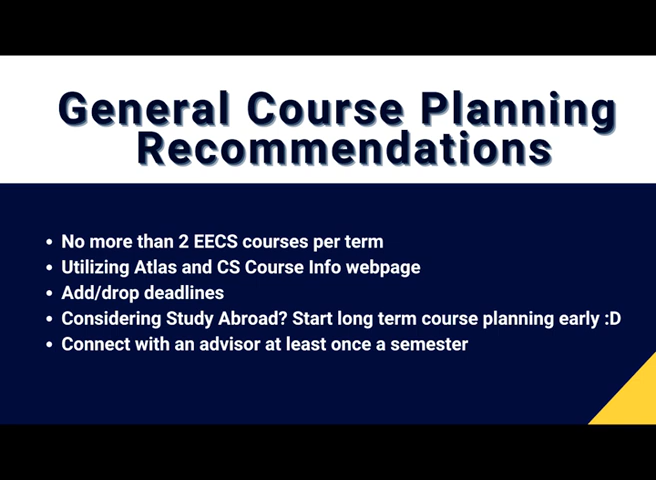 General Course Planning
Recommendations
• No more than 2 EECS courses per term
• Utilizing Atlas and CS Course Info webpage
• Add/drop deadlines
• Considering Study Abroad? Start long term course planning early :D
• Connect with an advisor at least once a semester